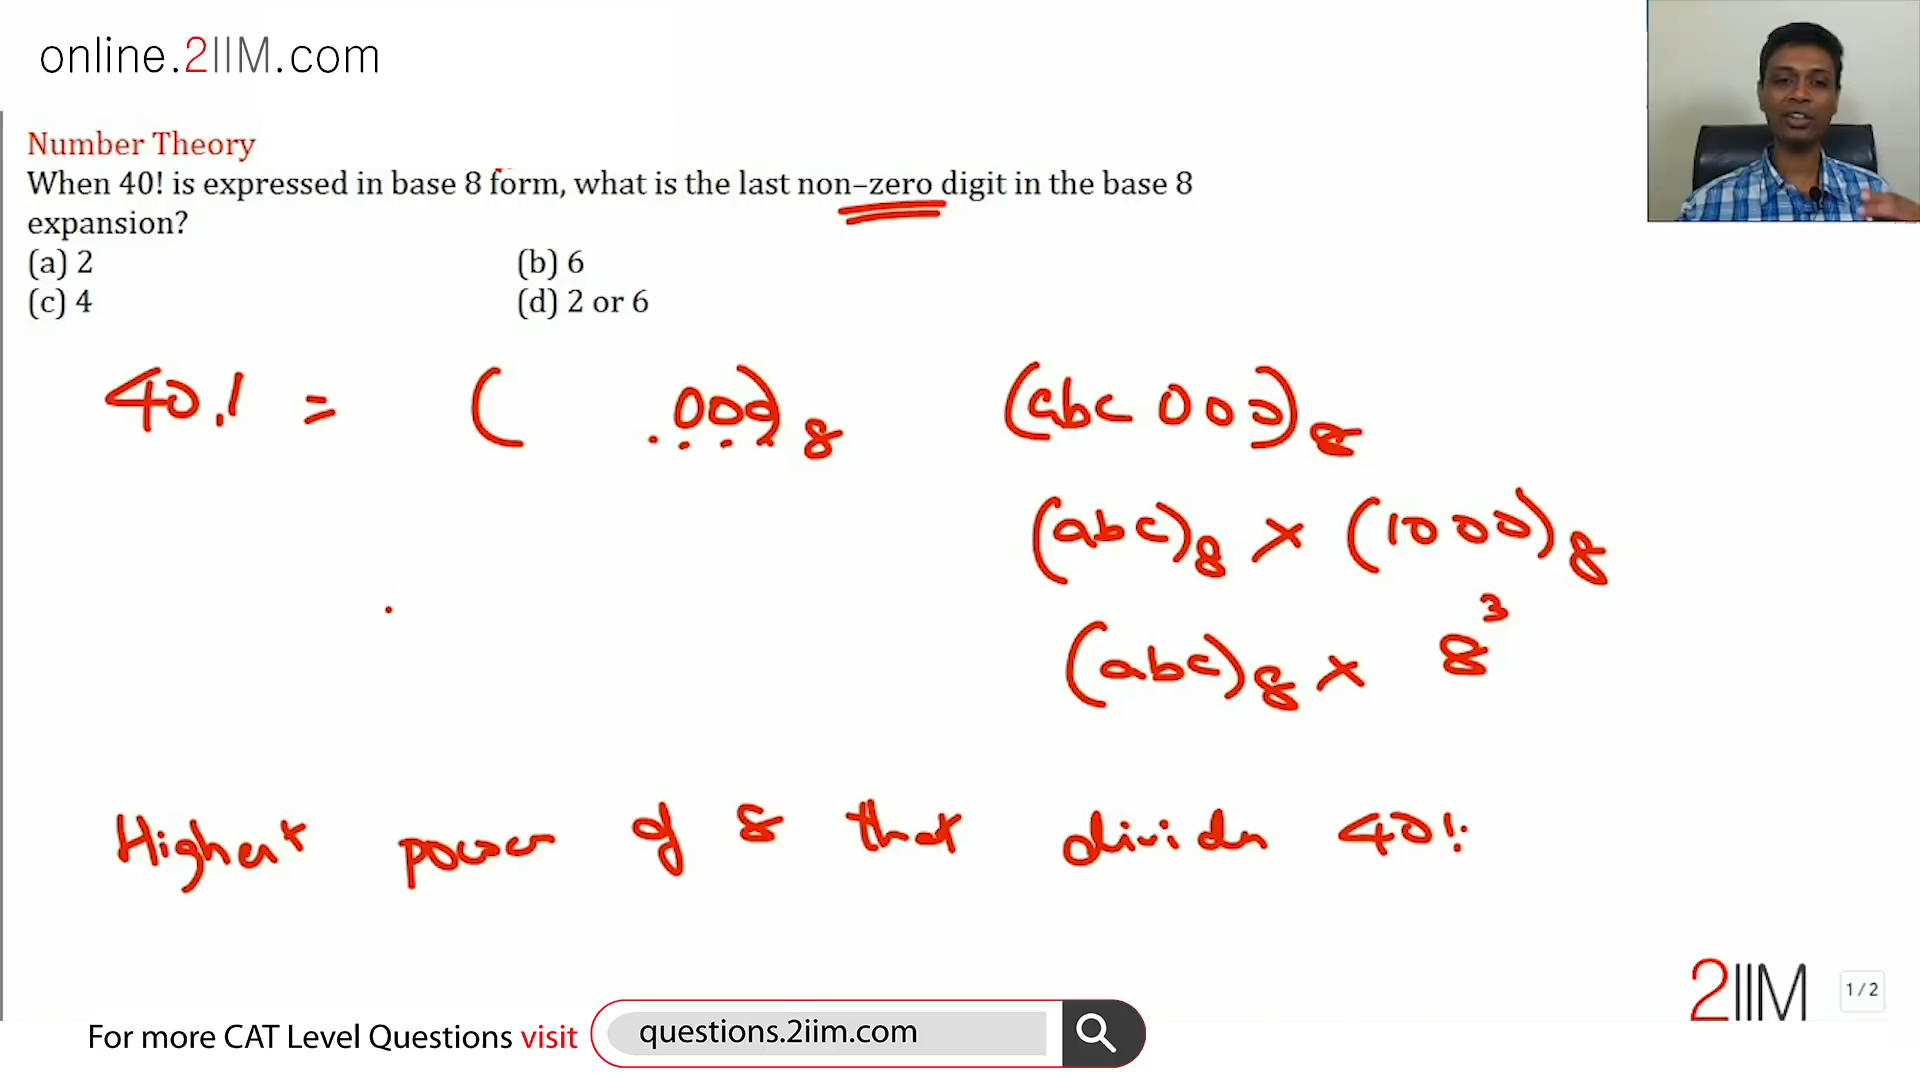 online.2IIM.com
Number Theory
When 40! is expressed in base 8 form, what is the last non–zero digit in the base 8
expansion?
(a) 2 (b) 6
(c) 4 (d) 2 or 6
40! = ( 000)8 (abc 000)8
(abc)8 × (1000)8
(abc)8 × 8³
Highest power of 8 that divides 40!
2IIM 1 / 2
For more CAT Level Questions visit questions.2iim.com